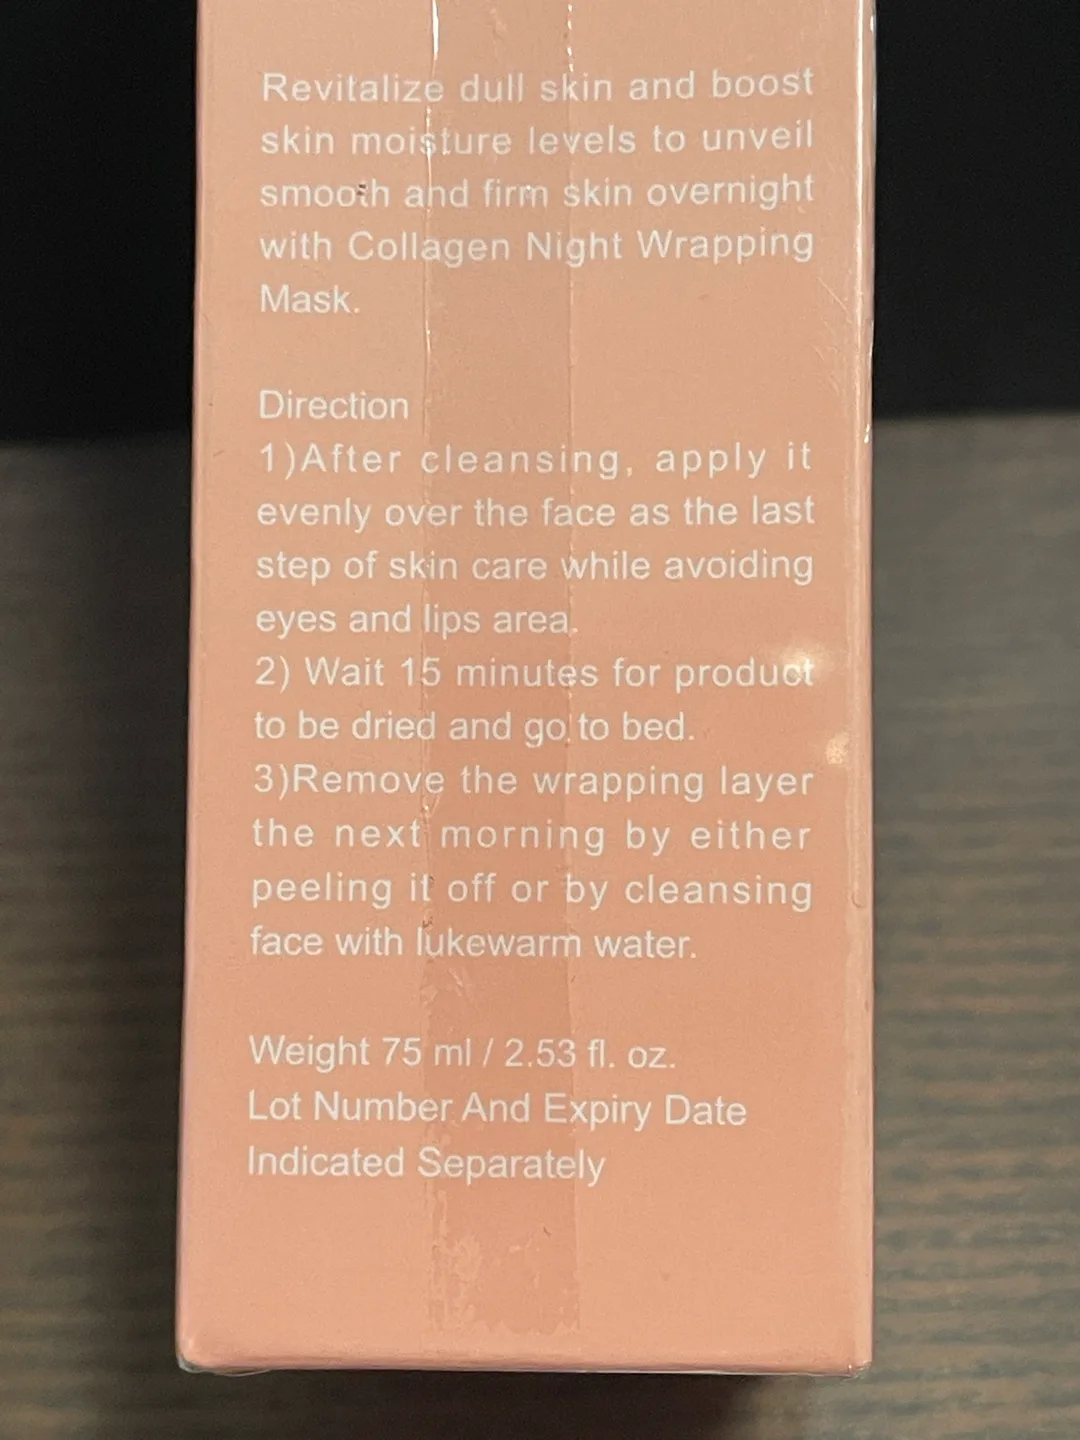 Revitalize dull skin and boost
skin moisture levels to unveil
smooth and firm skin overnight
with Collagen Night Wrapping
Mask.
Direction
1)After cleansing, apply it
evenly over the face as the last
step of skin care while avoiding
eyes and lips area.
2) Wait 15 minutes for product
to be dried and go to bed.
3)Remove the wrapping layer
the next morning by either
peeling it off or by cleansing
face with lukewarm water.
Weight 75 ml / 2.53 fl. oz.
Lot Number And Expiry Date
Indicated Separately